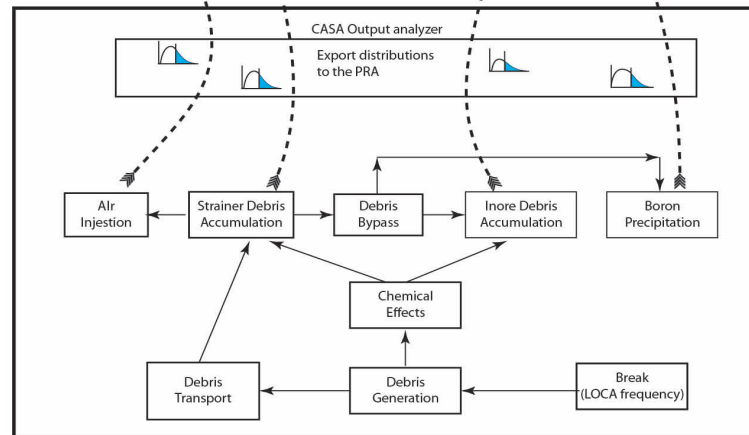 CASA Output analyzer
Export distributions
to the PRA
AIr
Injestion
Strainer Debris
Accumulation
Debris
Bypass
Inore Debris
Accumulation
Boron
Precipitation
Chemical
Effects
Debris
Transport
Debris
Generation
Break
(LOCA frequency)